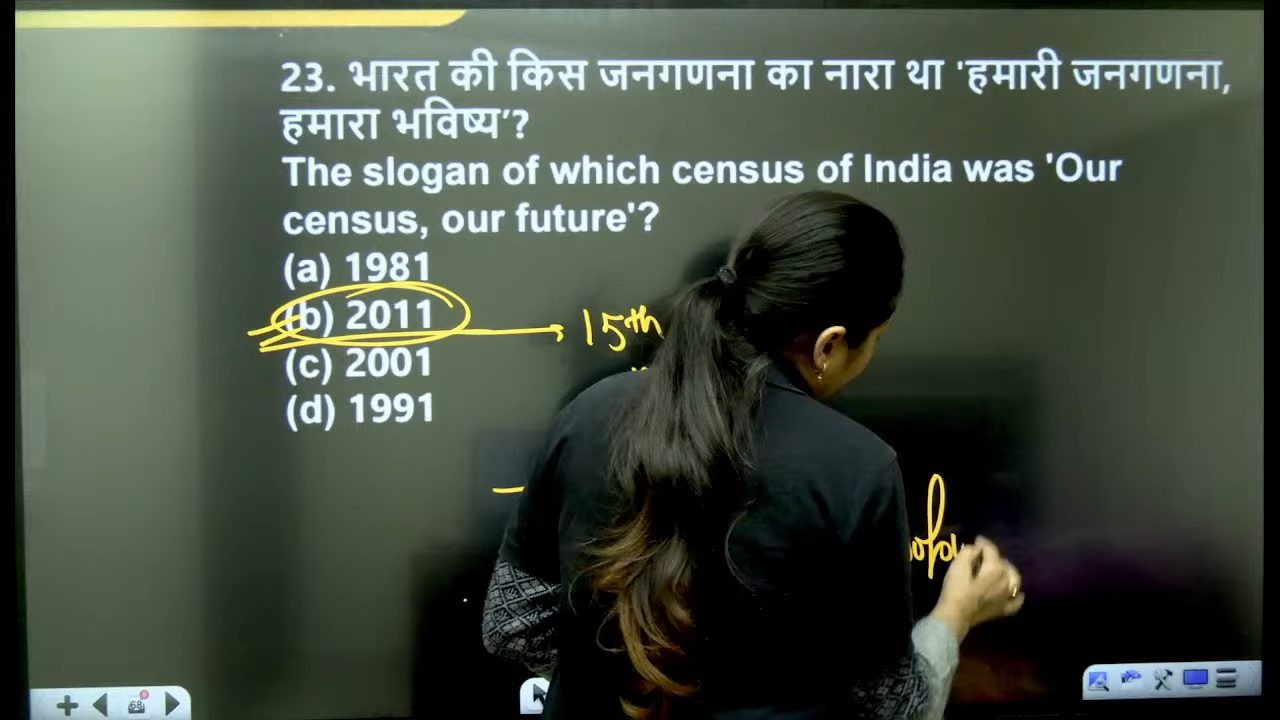 23. भारत की किस जनगणना का नारा था 'हमारी जनगणना,
हमारा भविष्य'?
The slogan of which census of India was 'Our
census, our future'?
(a) 1981
(b) 2011
15th
(c) 2001
(d) 1991
68